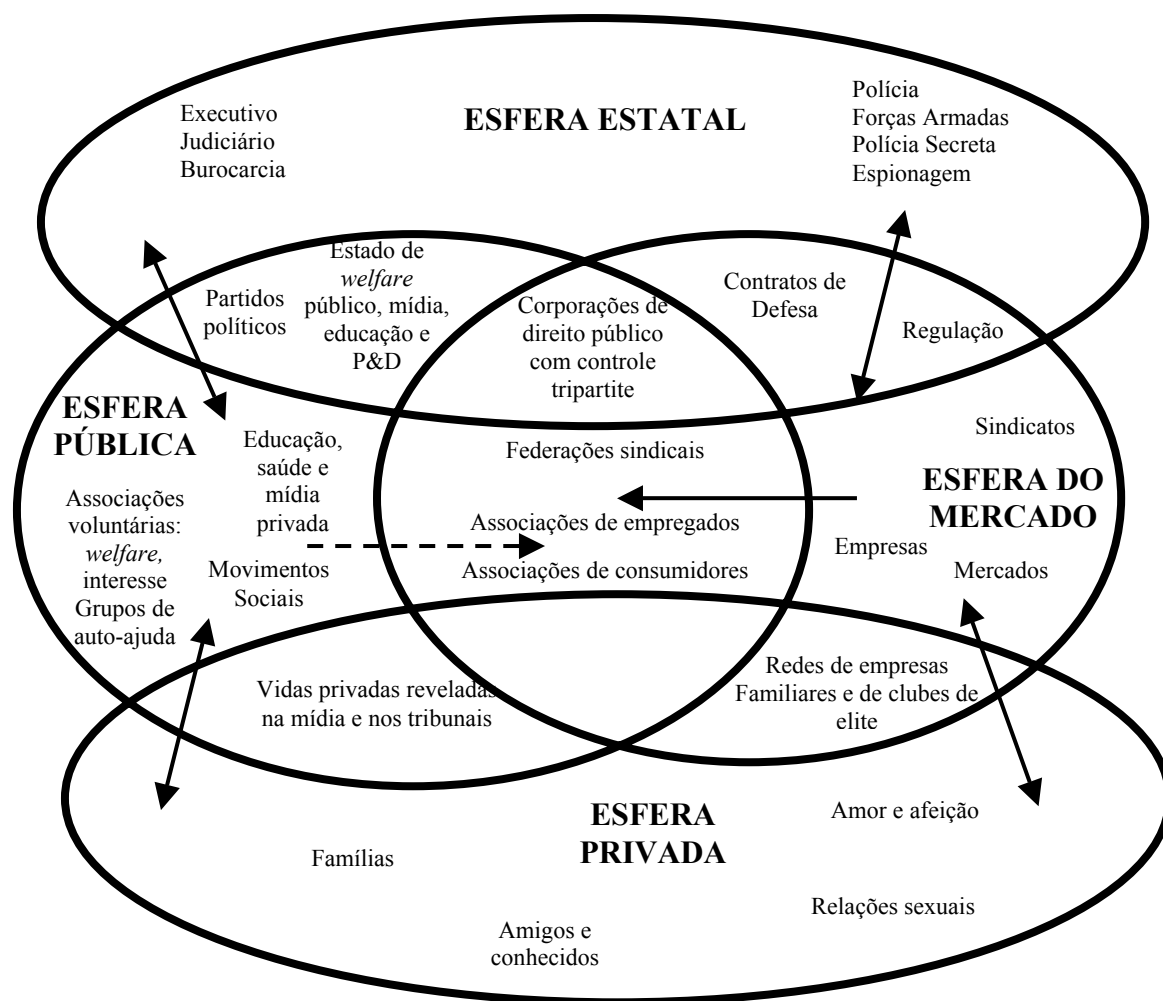 Executivo
Judiciário
Burocarcia
ESFERA ESTATAL
Polícia
Forças Armadas
Polícia Secreta
Espionagem
Partidos
políticos
Estado de
welfare
público, mídia,
educação e
P&D
Corporações de
direito público
com controle
tripartite
Contratos de
Defesa
Regulação
ESFERA
PÚBLICA
Associações
voluntárias:
welfare,
interesse
Grupos de
auto-ajuda
Educação,
saúde e
mídia
privada
Movimentos
Sociais
Federações sindicais
Associações de empregados
Associações de consumidores
Sindicatos
ESFERA DO
MERCADO
Empresas
Mercados
Vidas privadas reveladas
na mídia e nos tribunais
Redes de empresas
Familiares e de clubes de
elite
ESFERA
PRIVADA
Amor e afeição
Famílias
Relações sexuais
Amigos e
conhecidos